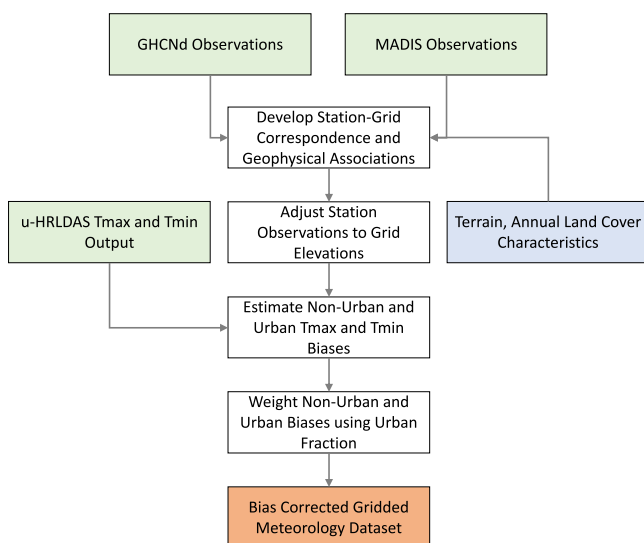 GHCNd Observations
MADIS Observations
Develop Station-Grid
Correspondence and
Geophysical Associations
u-HRLDAS Tmax and Tmin
Output
Adjust Station
Observations to Grid
Elevations
Terrain, Annual Land Cover
Characteristics
Estimate Non-Urban and
Urban Tmax and Tmin
Biases
Weight Non-Urban and
Urban Biases using Urban
Fraction
Bias Corrected Gridded
Meteorology Dataset